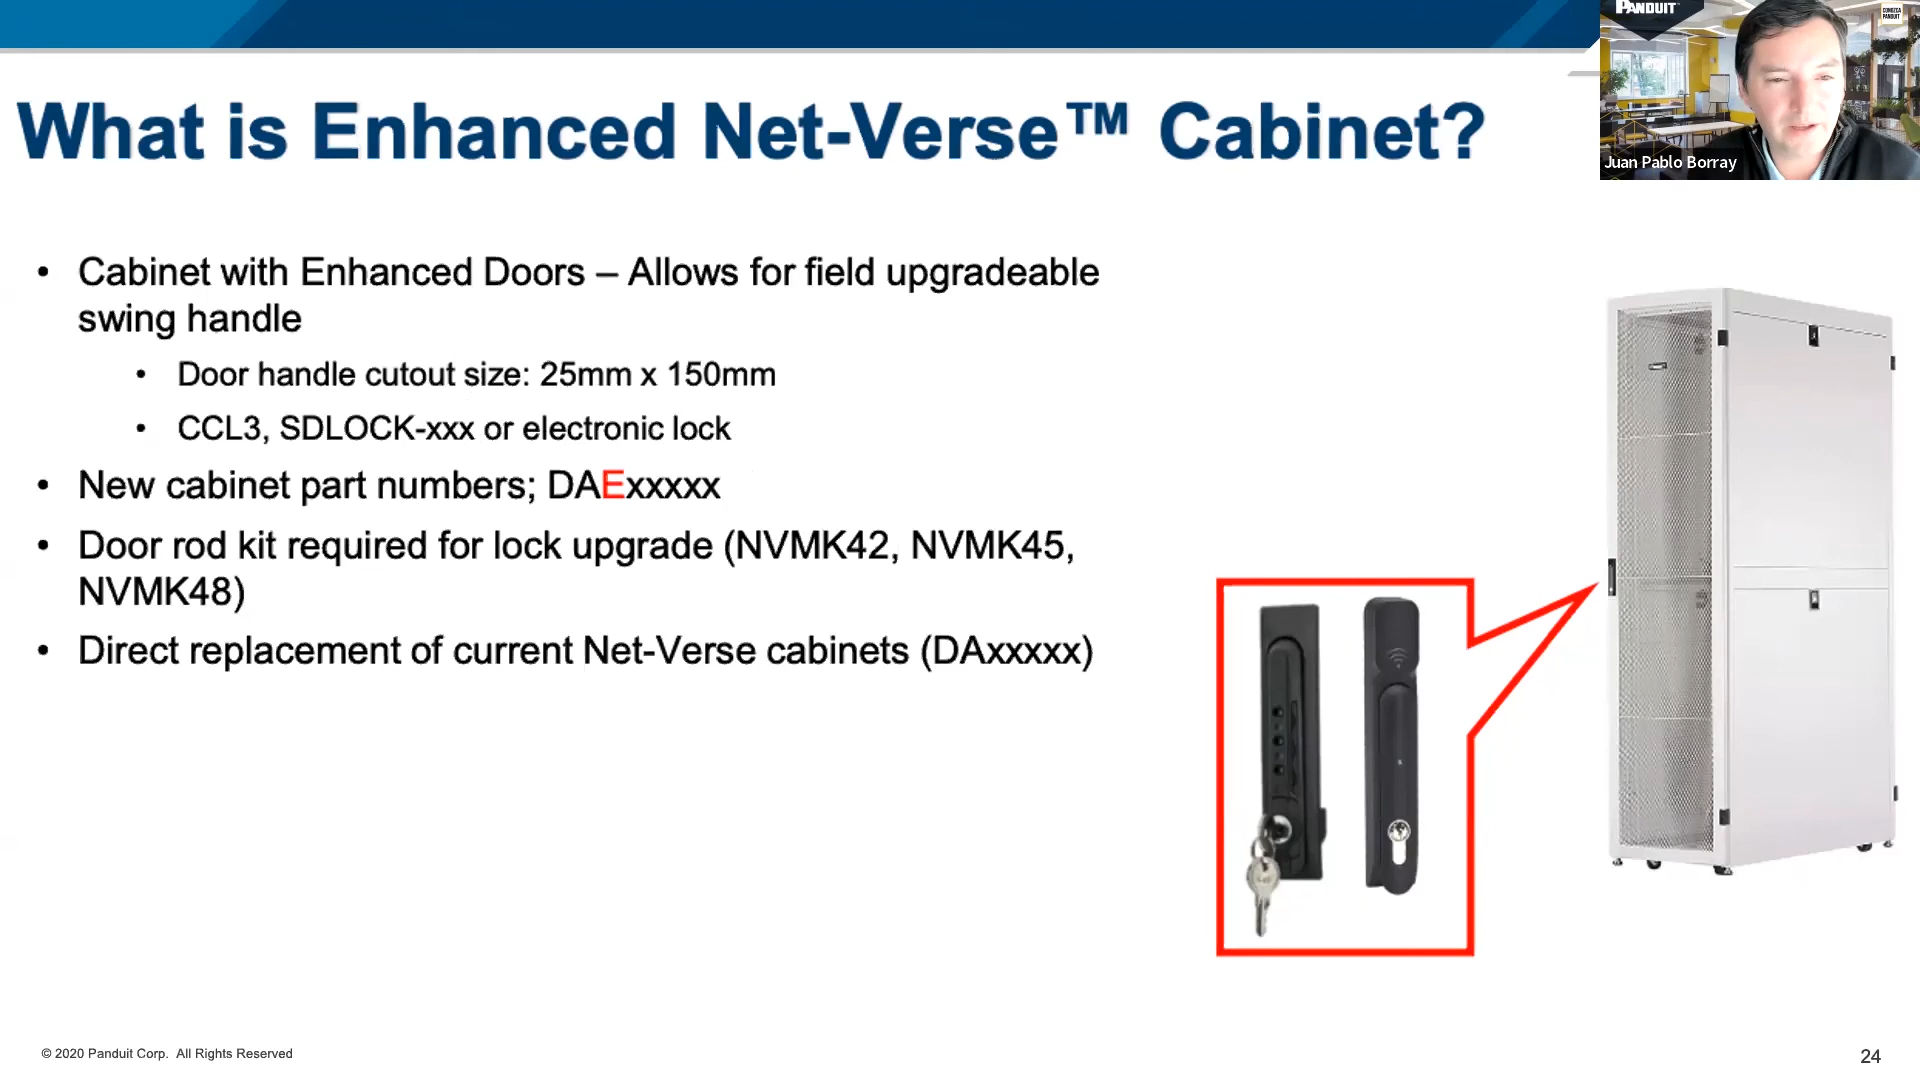 PANDUIT
CONOZCA
PANDUIT
Juan Pablo Borray
What is Enhanced Net-Verse™ Cabinet?
• Cabinet with Enhanced Doors – Allows for field upgradeable
swing handle
• Door handle cutout size: 25mm x 150mm
• CCL3, SDLOCK-xxx or electronic lock
• New cabinet part numbers; DAExxxxx
• Door rod kit required for lock upgrade (NVMK42, NVMK45,
NVMK48)
• Direct replacement of current Net-Verse cabinets (DAxxxxx)
© 2020 Panduit Corp. All Rights Reserved
24